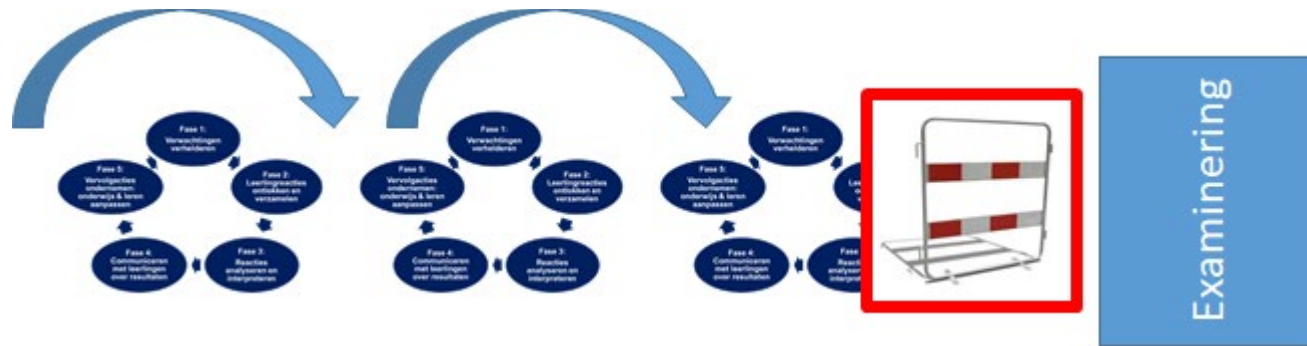 Fase 1:
Verwachtingen
verhelderen
Fase 2:
Leerlingreacties
ontlokken en
verzamelen
Fase 3:
Reacties
analyseren en
interpreteren
Fase 4:
Communiceren
met leerlingen
over resultaten
Fase 5:
Vervolgacties
ondernemen:
onderwijs & leren
aanpassen
Fase 1:
Verwachtingen
verhelderen
Fase 2:
Leerlingreacties
ontlokken en
verzamelen
Fase 3:
Reacties
analyseren en
interpreteren
Fase 4:
Communiceren
met leerlingen
over resultaten
Fase 5:
Vervolgacties
ondernemen:
onderwijs & leren
aanpassen
Fase 1:
Verwachtingen
verhelderen
Fase 4:
Communiceren
met leerlingen
over resultaten
Fase 5:
Vervolgacties
ondernemen:
onderwijs & leren
aanpassen
Examinering